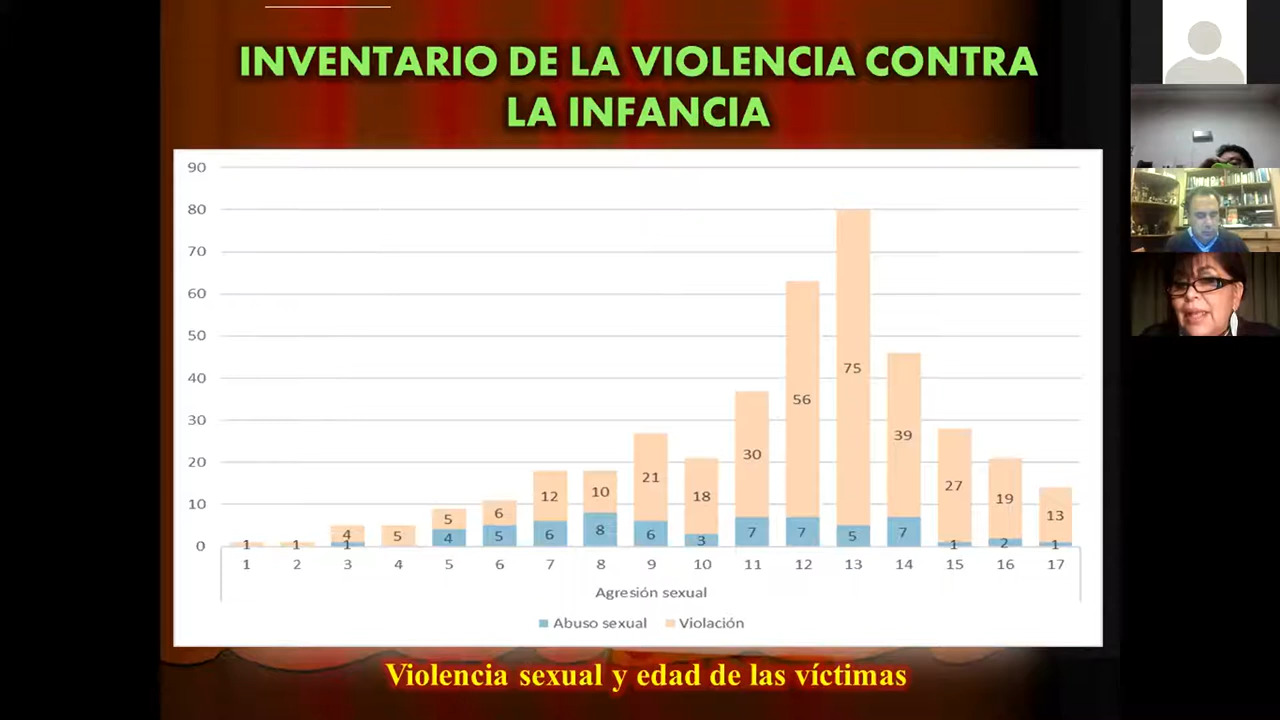 INVENTARIO DE LA VIOLENCIA CONTRA
LA INFANCIA
90
80
70
60
50
40
30
20
10
0
1 1 4 1 5 5 4 6 5 12 6 10 8 21 6 18 3 30 7 56 7 75 5 39 7 27 1 19 2 13 1
1 2 3 4 5 6 7 8 9 10 11 12 13 14 15 16 17
Agresión sexual
Abuso sexual Violación
Violencia sexual y edad de las víctimas